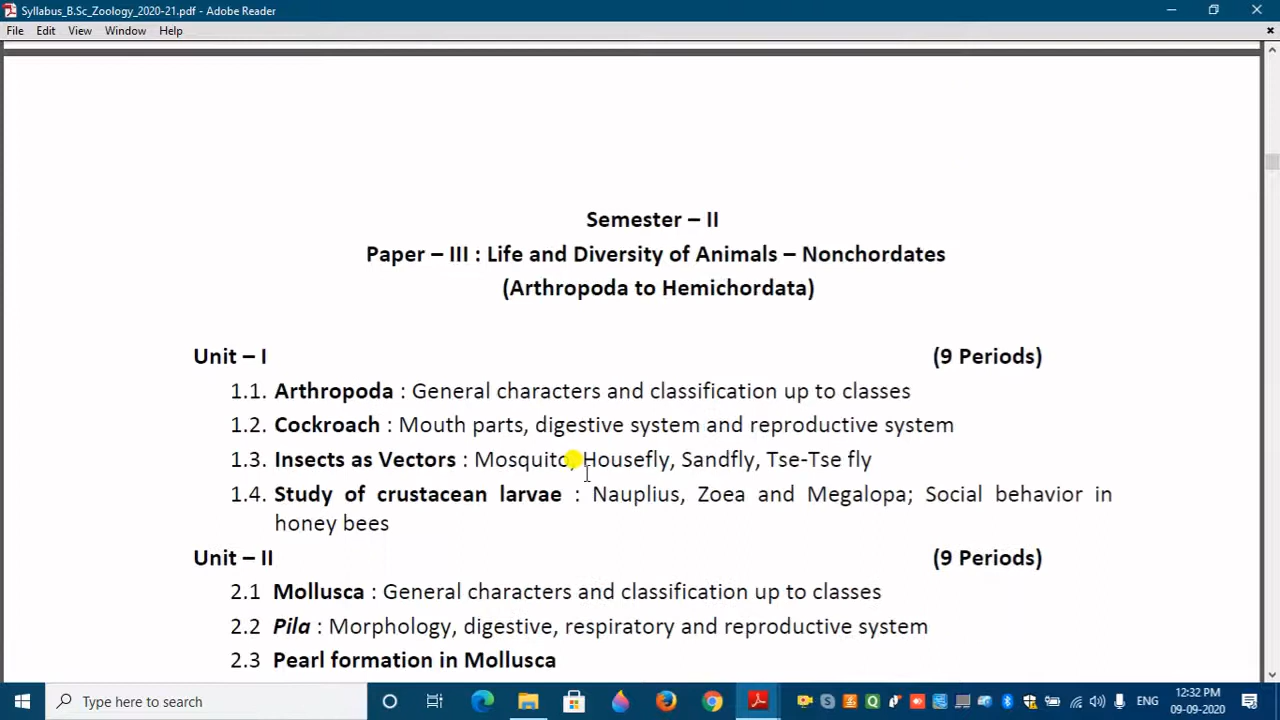 Syllabus_B.Sc_Zoology_2020-21.pdf - Adobe Reader
File Edit View Window Help
Semester – II
Paper – III : Life and Diversity of Animals – Nonchordates
(Arthropoda to Hemichordata)
Unit – I (9 Periods)
1.1. Arthropoda : General characters and classification up to classes
1.2. Cockroach : Mouth parts, digestive system and reproductive system
1.3. Insects as Vectors : Mosquito, Housefly, Sandfly, Tse-Tse fly
1.4. Study of crustacean larvae : Nauplius, Zoea and Megalopa; Social behavior in
honey bees
Unit – II (9 Periods)
2.1 Mollusca : General characters and classification up to classes
2.2 Pila : Morphology, digestive, respiratory and reproductive system
2.3 Pearl formation in Mollusca
Type here to search
ENG
12:32 PM
09-09-2020